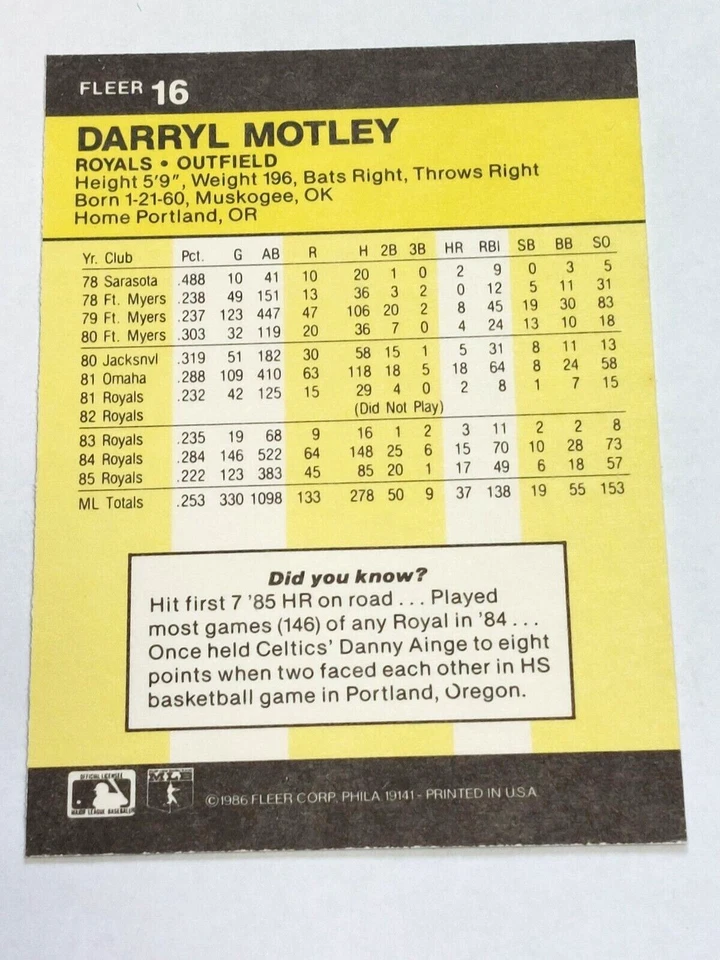 FLEER 16
DARRYL MOTLEY
ROYALS • OUTFIELD
Height 5'9", Weight 196, Bats Right, Throws Right
Born 1-21-60, Muskogee, OK
Home Portland, OR
Yr. Club Pct. G AB R H 2B 3B HR RBI SB BB SO
78 Sarasota .488 10 41 10 20 1 0 2 9 0 3 5
78 Ft. Myers .238 49 151 13 36 3 2 0 12 5 11 31
79 Ft. Myers .237 123 447 47 106 20 2 8 45 19 30 83
80 Ft. Myers .303 32 119 20 36 7 0 4 24 13 10 18
80 Jacksnvl .319 51 182 30 58 15 1 5 31 8 11 13
81 Omaha .288 109 410 63 118 18 5 18 64 8 24 58
81 Royals .232 42 125 15 29 4 0 2 8 1 7 15
82 Royals (Did Not Play)
83 Royals .235 19 68 9 16 1 2 3 11 2 2 8
84 Royals .284 146 522 64 148 25 6 15 70 10 28 73
85 Royals .222 123 383 45 85 20 1 17 49 6 18 57
ML Totals .253 330 1098 133 278 50 9 37 138 19 55 153
Did you know?
Hit first 7 '85 HR on road . . . Played
most games (146) of any Royal in '84 . . .
Once held Celtics' Danny Ainge to eight
points when two faced each other in HS
basketball game in Portland, Oregon.
OFFICIAL LICENSEE
MAJOR LEAGUE BASEBALL
©1986 FLEER CORP. PHILA 19141 - PRINTED IN U.S.A